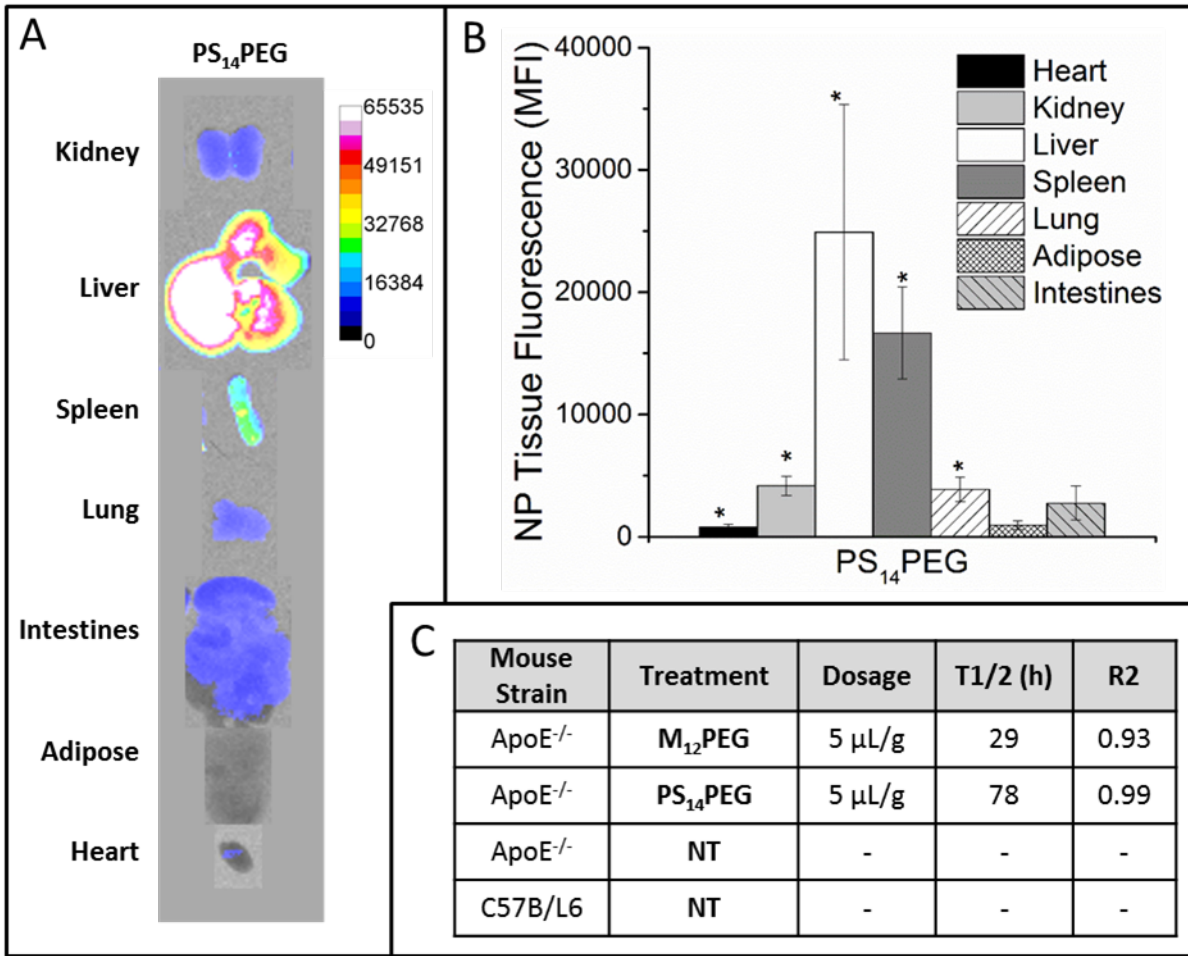 A
PS₁₄PEG
Kidney
Liver
Spleen
Lung
Intestines
Adipose
Heart
65535
49151
32768
16384
0
B
NP Tissue Fluorescence (MFI)
40000
30000
20000
10000
0
*
*
*
*
*
PS₁₄PEG
Heart
Kidney
Liver
Spleen
Lung
Adipose
Intestines
C
Mouse Strain Treatment Dosage T1/2 (h) R2
ApoE⁻/⁻ M₁₂PEG 5 µL/g 29 0.93
ApoE⁻/⁻ PS₁₄PEG 5 µL/g 78 0.99
ApoE⁻/⁻ NT - - -
C57B/L6 NT - - -